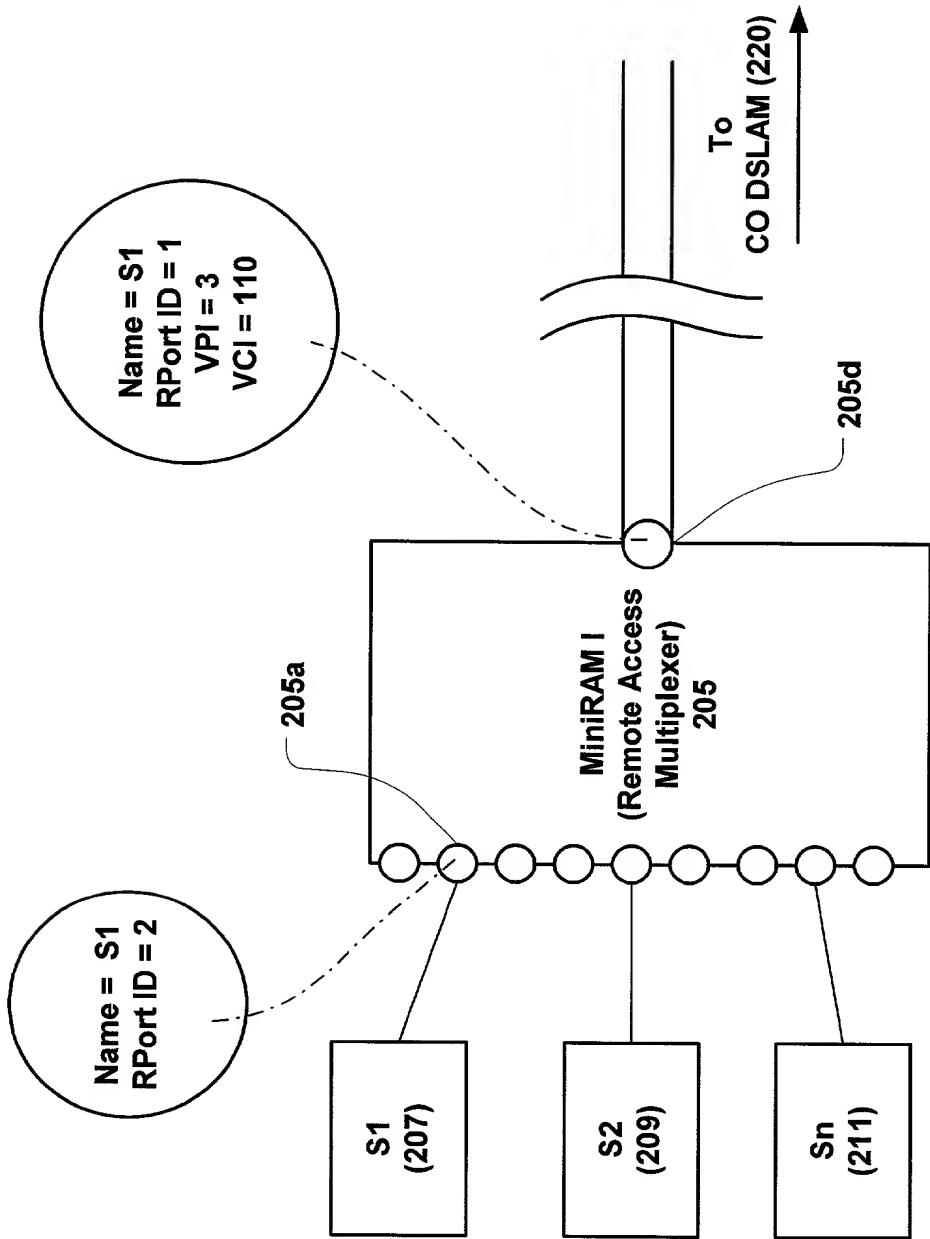 Name = S1
RPort ID = 2
Name = S1
RPort ID = 1
VPI = 3
VCI = 110
205a
S1
(207)
S2
(209)
Sn
(211)
MiniRAM I
(Remote Access
Multiplexer)
205
205d
To
CO DSLAM (220)